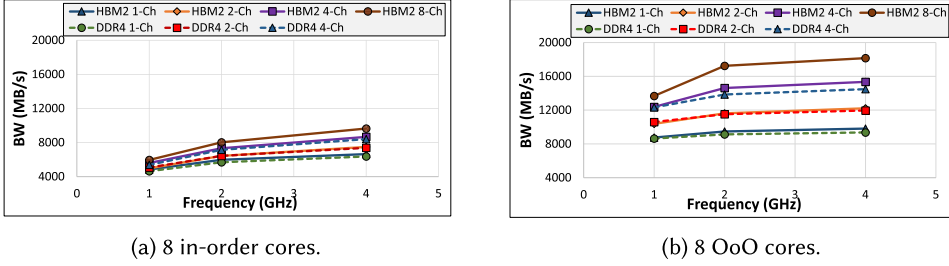 HBM2 1-Ch HBM2 2-Ch HBM2 4-Ch HBM2 8-Ch
DDR4 1-Ch DDR4 2-Ch DDR4 4-Ch
20000
16000
12000
8000
4000
BW (MB/s)
0 1 2 3 4 5
Frequency (GHz)
(a) 8 in-order cores.
HBM2 1-Ch HBM2 2-Ch HBM2 4-Ch HBM2 8-Ch
DDR4 1-Ch DDR4 2-Ch DDR4 4-Ch
20000
16000
12000
8000
4000
BW (MB/s)
0 1 2 3 4 5
Frequency (GHz)
(b) 8 OoO cores.